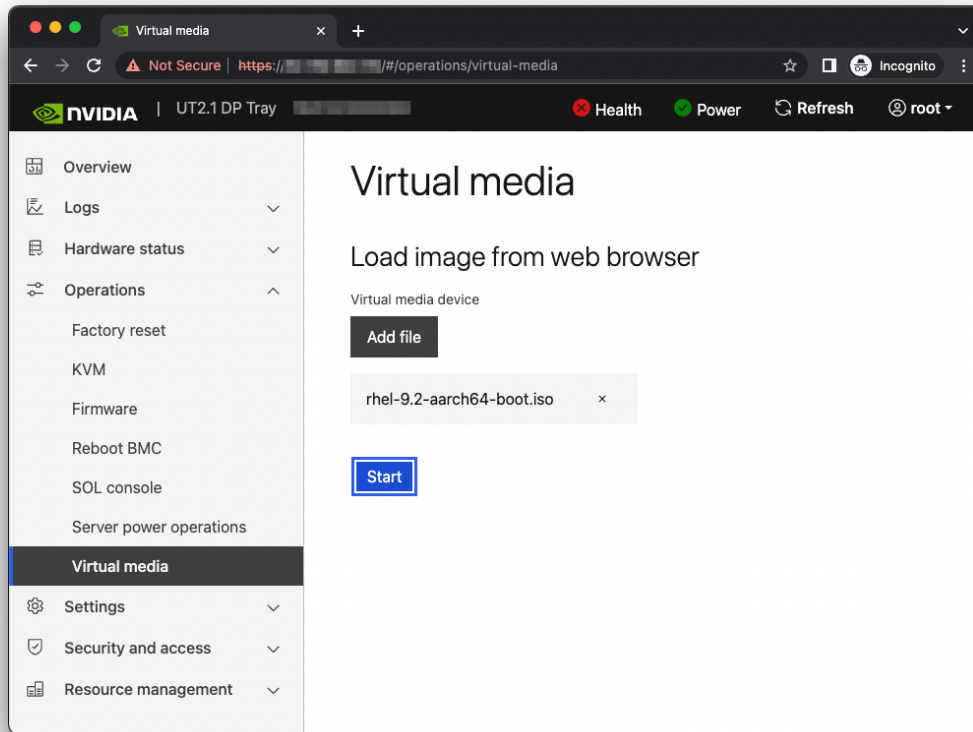 Virtual media
Not Secure https:// /#/operations/virtual-media Incognito
NVIDIA | UT2.1 DP Tray Health Power Refresh root
Overview
Logs
Hardware status
Operations
Factory reset
KVM
Firmware
Reboot BMC
SOL console
Server power operations
Virtual media
Settings
Security and access
Resource management
Virtual media
Load image from web browser
Virtual media device
Add file
rhel-9.2-aarch64-boot.iso
Start